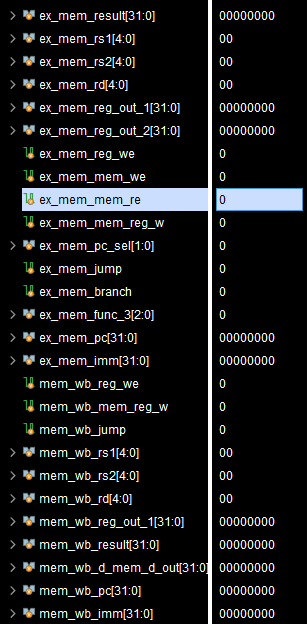 ex_mem_result[31:0] 00000000
ex_mem_rs1[4:0] 00
ex_mem_rs2[4:0] 00
ex_mem_rd[4:0] 00
ex_mem_reg_out_1[31:0] 00000000
ex_mem_reg_out_2[31:0] 00000000
ex_mem_reg_we 0
ex_mem_mem_we 0
ex_mem_mem_re 0
ex_mem_mem_reg_w 0
ex_mem_pc_sel[1:0] 0
ex_mem_jump 0
ex_mem_branch 0
ex_mem_func_3[2:0] 0
ex_mem_pc[31:0] 00000000
ex_mem_imm[31:0] 00000000
mem_wb_reg_we 0
mem_wb_mem_reg_w 0
mem_wb_jump 0
mem_wb_rs1[4:0] 00
mem_wb_rs2[4:0] 00
mem_wb_rd[4:0] 00
mem_wb_reg_out_1[31:0] 00000000
mem_wb_result[31:0] 00000000
mem_wb_d_mem_d_out[31:0] 00000000
mem_wb_pc[31:0] 00000000
mem_wb_imm[31:0] 00000000